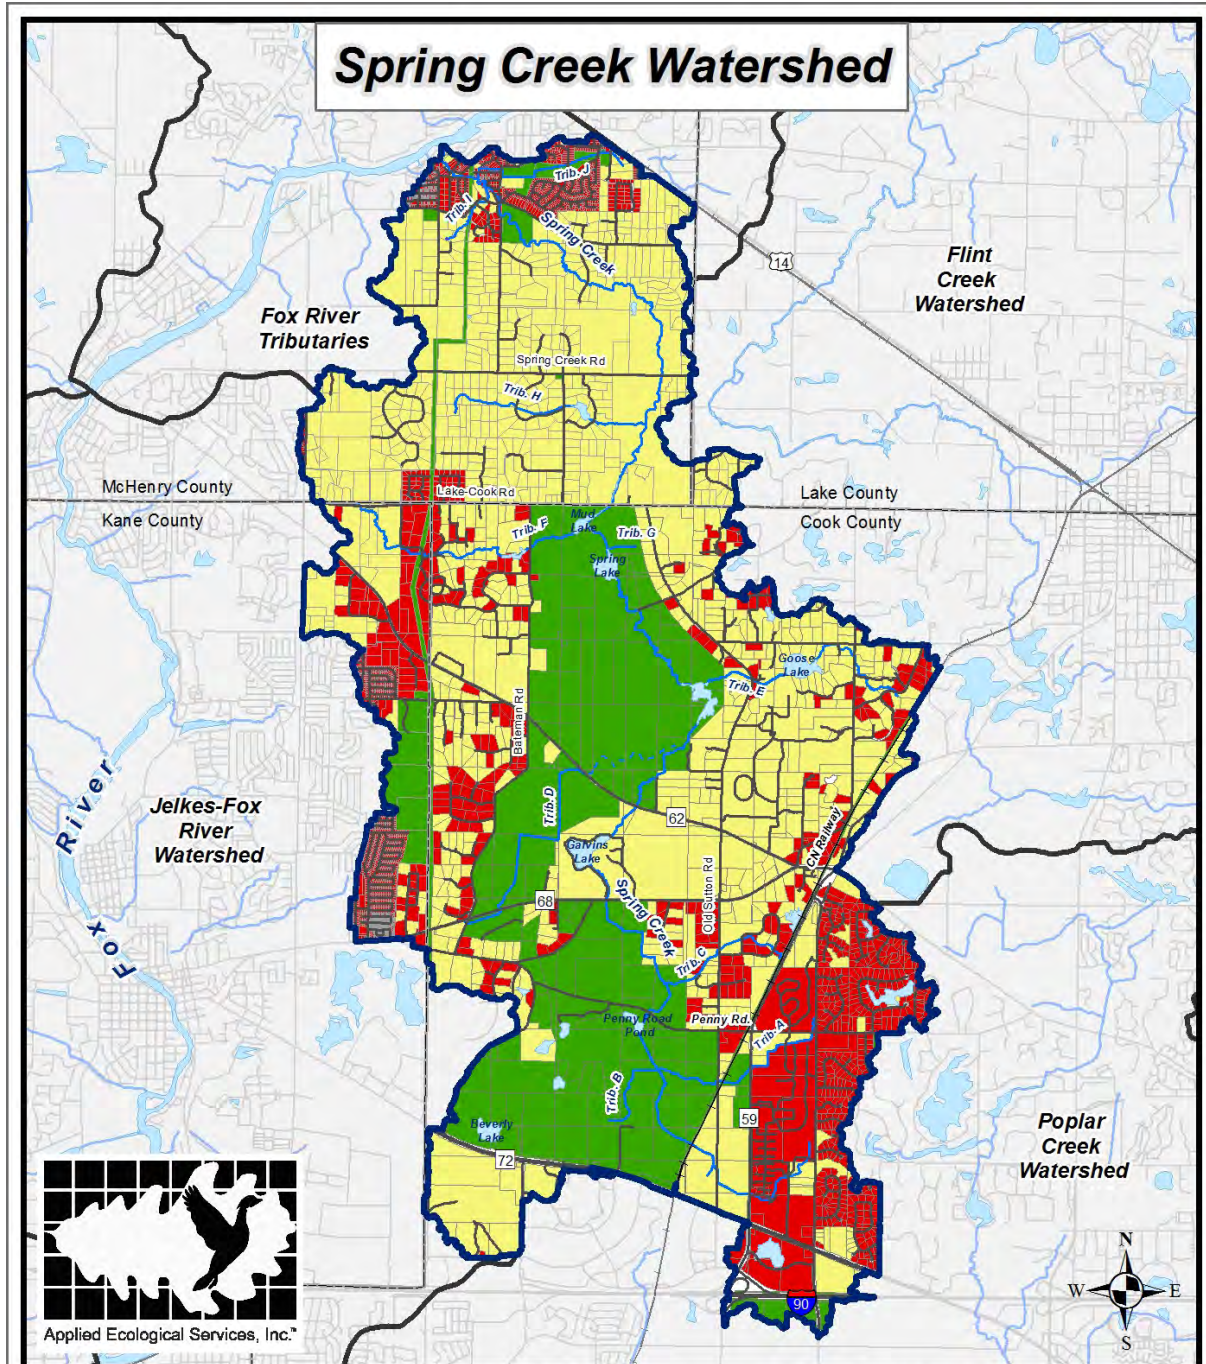 Spring Creek Watershed
Trib. J
Trib. I
Spring Creek
14
Flint
Creek
Watershed
Fox River
Tributaries
Spring Creek Rd
Trib. H
McHenry County
Kane County
Lake-Cook Rd
Lake County
Cook County
Mud
Lake
Trib. F
Trib. G
Spring
Lake
Goose
Lake
Trib. E
Bateman Rd
Fox River
Jelkes-Fox
River
Watershed
Trib. D
62
Galvins
Lake
CN Railway
Old Sutton Rd
68
Spring Creek
Trib. C
Penny Road
Pond
Penny Rd.
Trib. A
Trib. B
59
Beverly
Lake
72
Poplar
Creek
Watershed
90
N
W
E
S
Applied Ecological Services, Inc.™